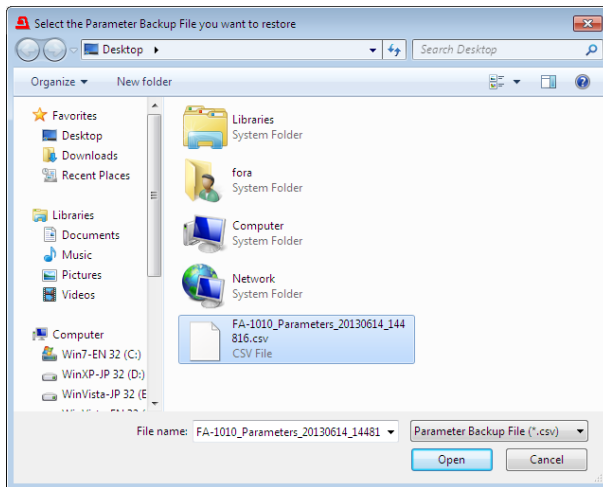 Select the Parameter Backup File you want to restore
Desktop
Search Desktop
Organize
New folder
Favorites
Desktop
Downloads
Recent Places
Libraries
Documents
Music
Pictures
Videos
Computer
Win7-EN 32 (C:)
WinXP-JP 32 (D:)
WinVista-JP 32 (E
Libraries
System Folder
fora
System Folder
Computer
System Folder
Network
System Folder
FA-1010_Parameters_20130614_144
816.csv
CSV File
File name: FA-1010_Parameters_20130614_14481
Parameter Backup File (*.csv)
Open
Cancel